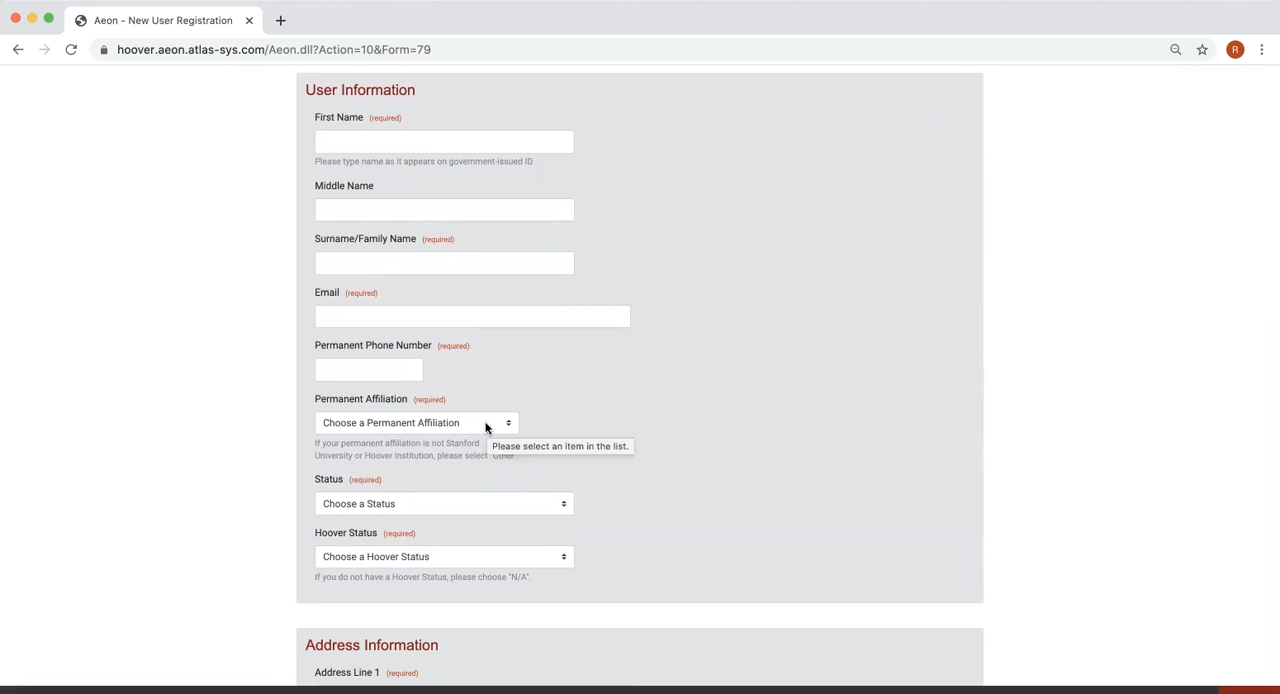 Aeon - New User Registration
hoover.aeon.atlas-sys.com/Aeon.dll?Action=10&Form=79
R
User Information
First Name (required)
Please type name as it appears on government-issued ID
Middle Name
Surname/Family Name (required)
Email (required)
Permanent Phone Number (required)
Permanent Affiliation (required)
Choose a Permanent Affiliation
If your permanent affiliation is not Stanford
Please select an item in the list.
University or Hoover Institution, please select "Other".
Status (required)
Choose a Status
Hoover Status (required)
Choose a Hoover Status
If you do not have a Hoover Status, please choose "N/A".
Address Information
Address Line 1 (required)